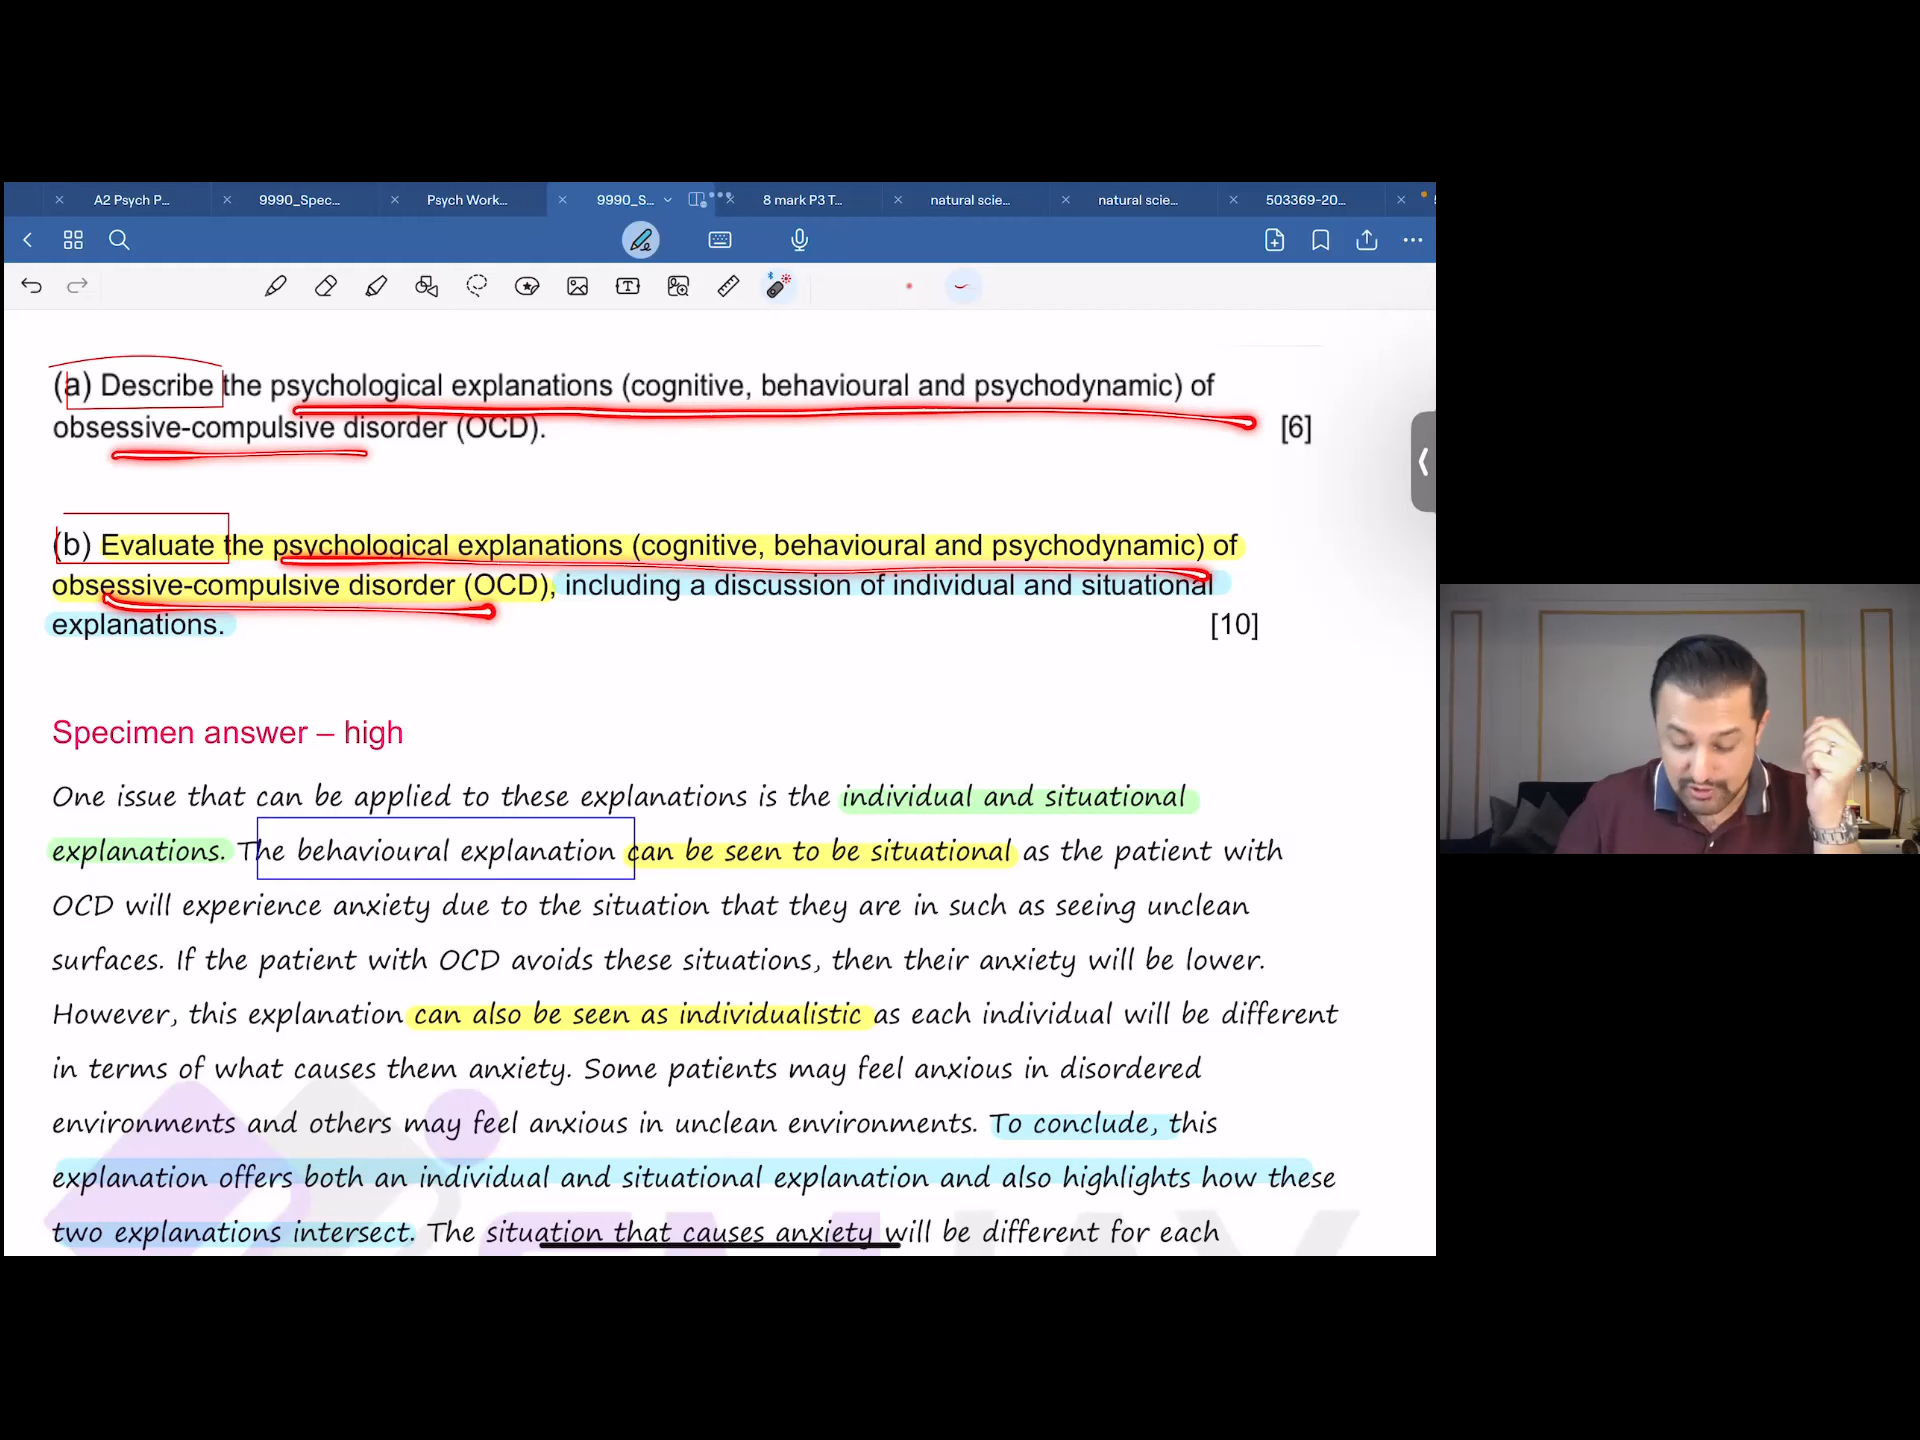 A2 Psych P...
9990_Spec...
Psych Work...
9990_S...
8 mark P3 T...
natural scie...
natural scie...
503369-20...
(a) Describe the psychological explanations (cognitive, behavioural and psychodynamic) of
obsessive-compulsive disorder (OCD). [6]
(b) Evaluate the psychological explanations (cognitive, behavioural and psychodynamic) of
obsessive-compulsive disorder (OCD), including a discussion of individual and situational
explanations. [10]
Specimen answer – high
One issue that can be applied to these explanations is the individual and situational
explanations. The behavioural explanation can be seen to be situational as the patient with
OCD will experience anxiety due to the situation that they are in such as seeing unclean
surfaces. If the patient with OCD avoids these situations, then their anxiety will be lower.
However, this explanation can also be seen as individualistic as each individual will be different
in terms of what causes them anxiety. Some patients may feel anxious in disordered
environments and others may feel anxious in unclean environments. To conclude, this
explanation offers both an individual and situational explanation and also highlights how these
two explanations intersect. The situation that causes anxiety will be different for each